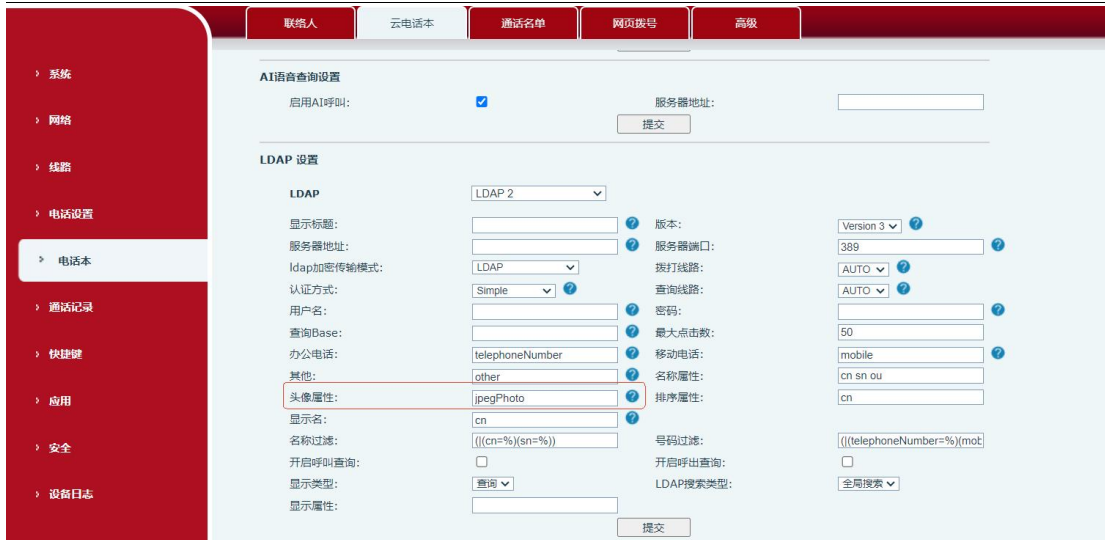 联络人 云电话本 通话名单 网页拨号 高级
系统
网络
线路
电话设置
电话本
通话记录
快捷键
应用
安全
设备日志
AI语音查询设置
启用AI呼叫: 服务器地址:
提交
LDAP 设置
LDAP LDAP 2
显示标题: 版本: Version 3
服务器地址: 服务器端口: 389
ldap加密传输模式: LDAP 拨打线路: AUTO
认证方式: Simple 查询线路: AUTO
用户名: 密码:
查询Base: 最大点击数: 50
办公电话: telephoneNumber 移动电话: mobile
其他: other 名称属性: cn sn ou
头像属性: jpegPhoto 排序属性: cn
显示名: cn
名称过滤: (|(cn=%)(sn=%)) 号码过滤: (|(telephoneNumber=%)(mob
开启呼叫查询: 开启呼出查询:
显示类型: 查询 LDAP搜索类型: 全局搜索
显示属性:
提交